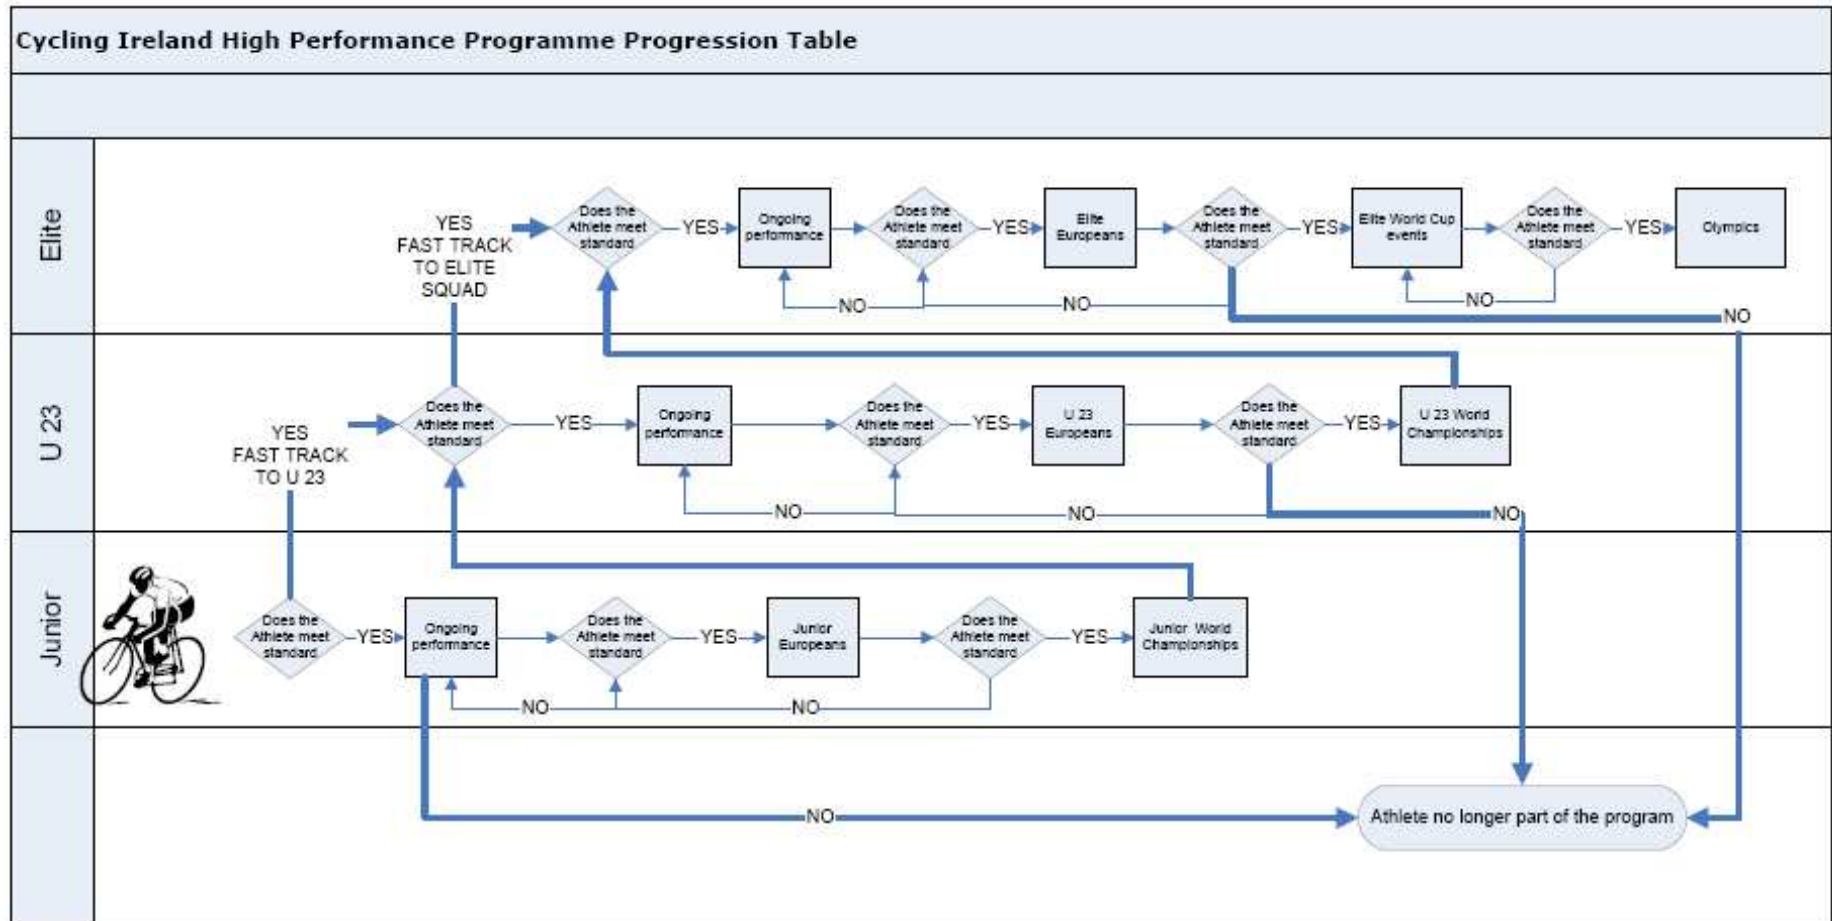 Cycling Ireland High Performance Programme Progression Table
Elite
YES
FAST TRACK
TO ELITE
SQUAD
Does the
Athlete meet
standard
YES
Ongoing
performance
Does the
Athlete meet
standard
YES
Elite
Europeans
Does the
Athlete meet
standard
YES
Elite World Cup
events
Does the
Athlete meet
standard
YES
Olympics
NO
NO
NO
NO
U 23
YES
FAST TRACK
TO U 23
Does the
Athlete meet
standard
YES
Ongoing
performance
Does the
Athlete meet
standard
YES
U 23
Europeans
Does the
Athlete meet
standard
YES
U 23 World
Championships
NO
NO
NO
Junior
Does the
Athlete meet
standard
YES
Ongoing
performance
Does the
Athlete meet
standard
YES
Junior
Europeans
Does the
Athlete meet
standard
YES
Junior World
Championships
NO
NO
NO
Athlete no longer part of the program